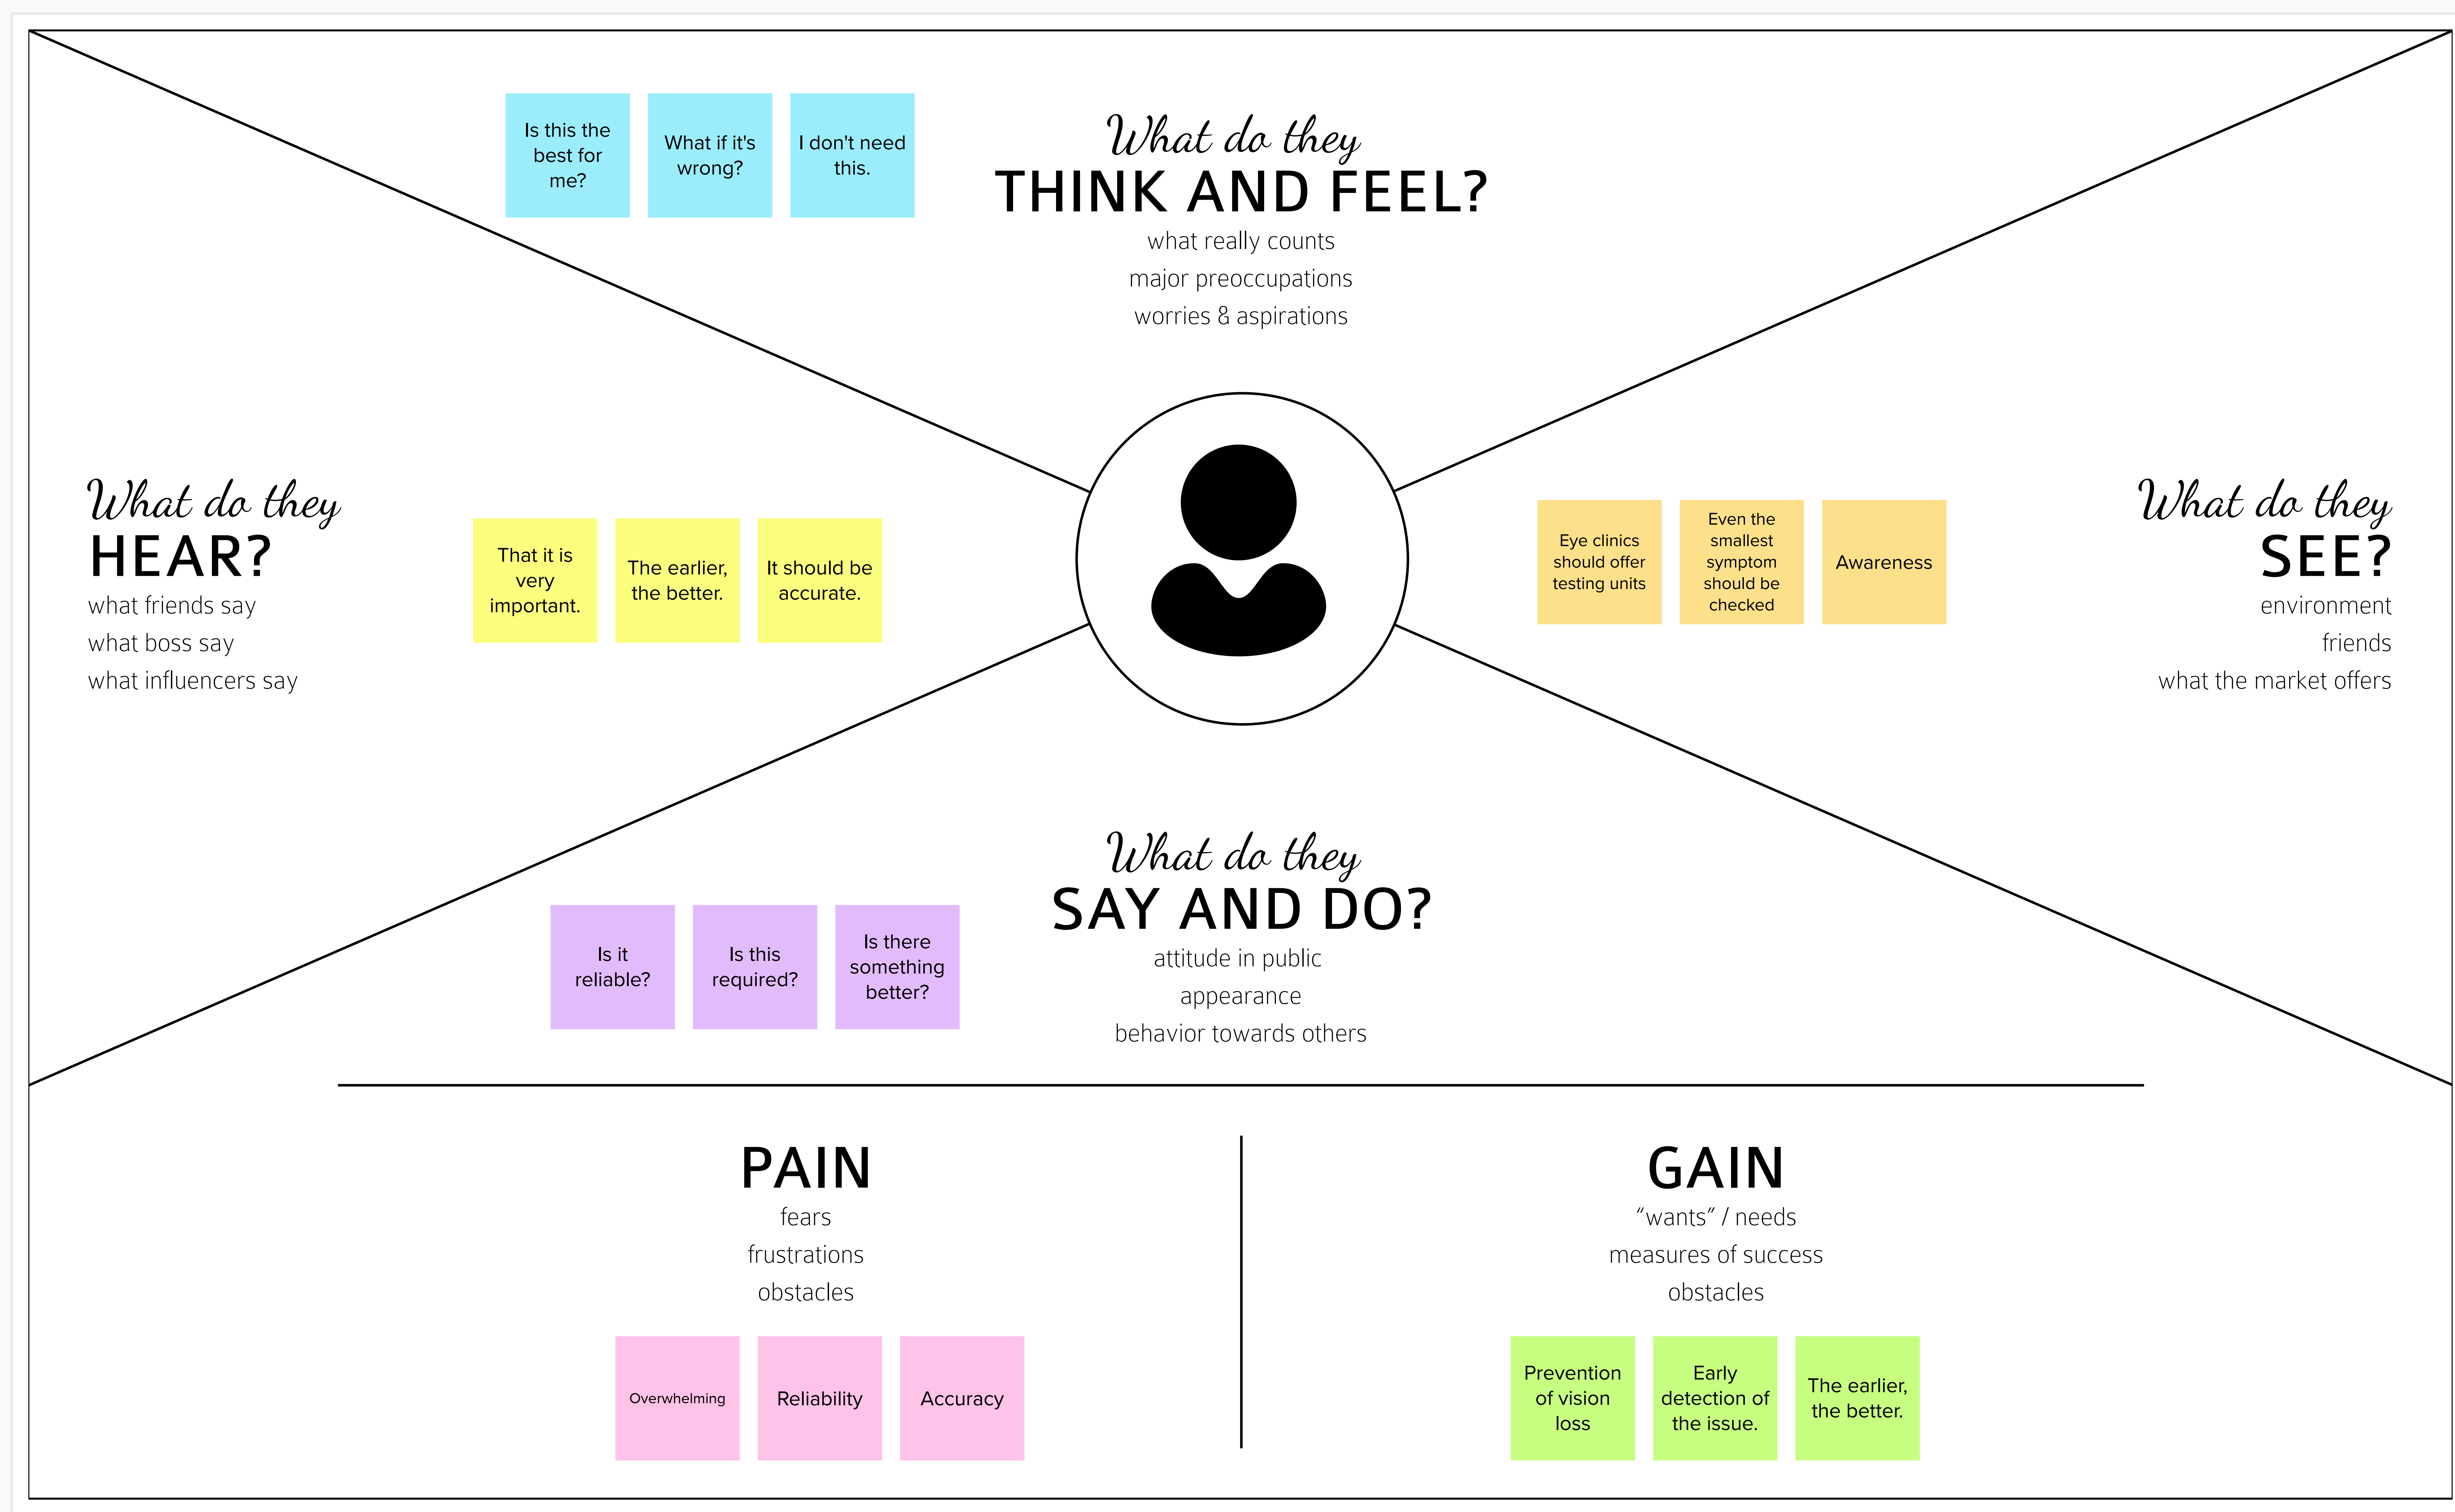 Is this the
best for
me?
What if it's
wrong?
I don't need
this.
What do they
THINK AND FEEL?
what really counts
major preoccupations
worries & aspirations
What do they
HEAR?
what friends say
what boss say
what influencers say
That it is
very
important.
The earlier,
the better.
It should be
accurate.
Eye clinics
should offer
testing units
Even the
smallest
symptom
should be
checked
Awareness
What do they
SEE?
environment
friends
what the market offers
Is it
reliable?
Is this
required?
Is there
something
better?
What do they
SAY AND DO?
attitude in public
appearance
behavior towards others
PAIN
fears
frustrations
obstacles
Overwhelming
Reliability
Accuracy
GAIN
“wants” / needs
measures of success
obstacles
Prevention
of vision
loss
Early
detection of
the issue.
The earlier,
the better.